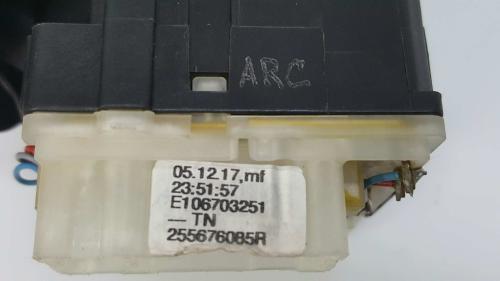 ARC
05.12.17,mf
23:51:57
E106703251
— TN
255676085R